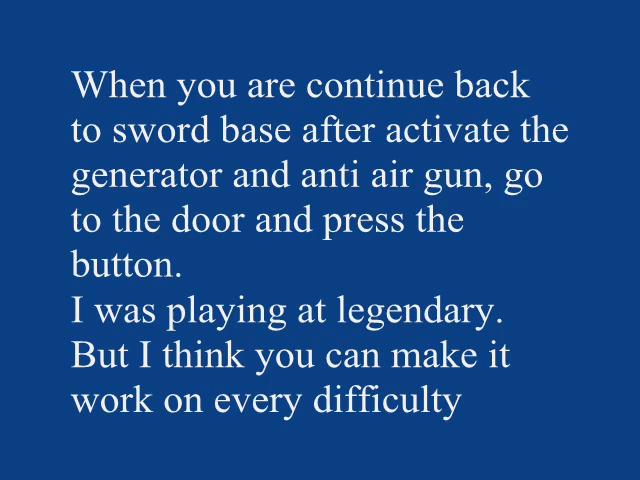 When you are continue back
to sword base after activate the
generator and anti air gun, go
to the door and press the
button.
I was playing at legendary.
But I think you can make it
work on every difficulty